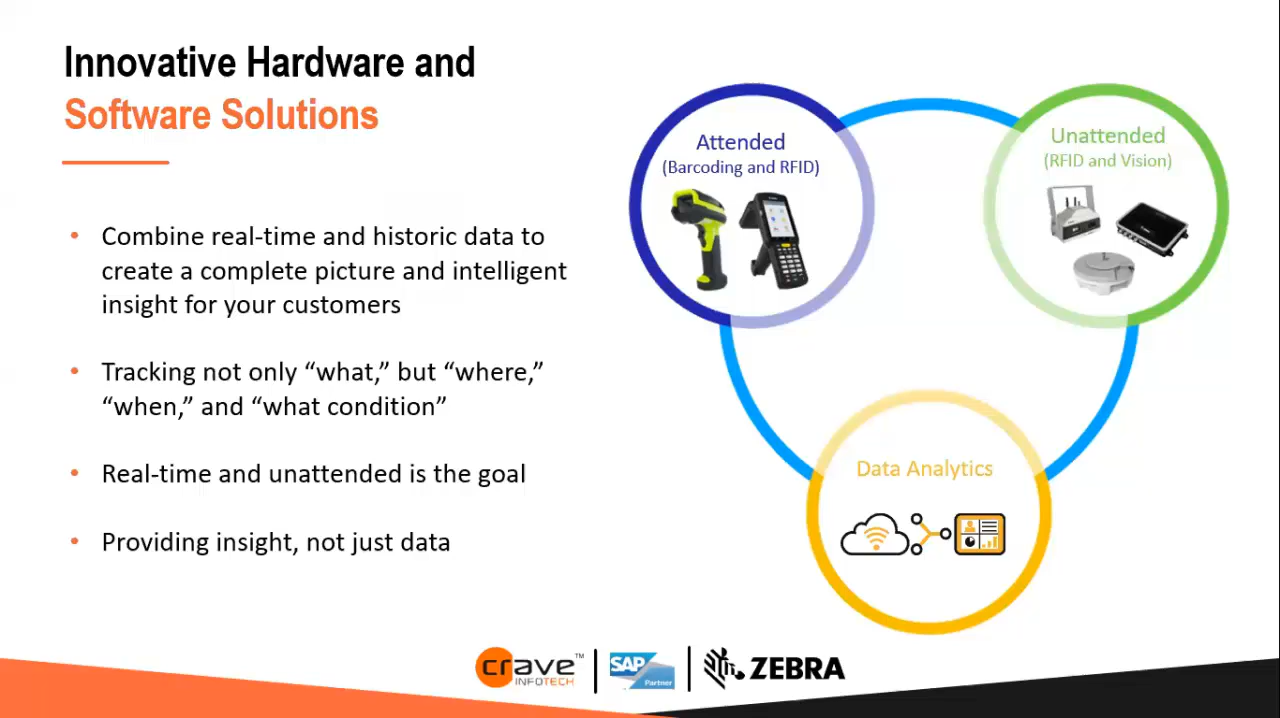 Innovative Hardware and
Software Solutions
• Combine real-time and historic data to
create a complete picture and intelligent
insight for your customers
• Tracking not only “what,” but “where,”
“when,” and “what condition”
• Real-time and unattended is the goal
• Providing insight, not just data
Attended
(Barcoding and RFID)
Unattended
(RFID and Vision)
Data Analytics
crave™
INFOTECH
SAP
Partner
ZEBRA